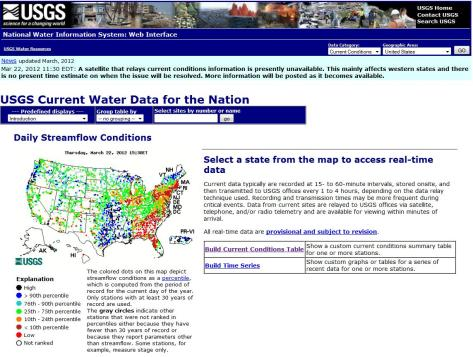 USGS
science for a changing world
USGS Home
Contact USGS
Search USGS
National Water Information System: Web Interface
USGS Water Resources
Data Category:
Current Conditions
Geographic Area:
United States
GO
News updated March, 2012
Mar 22, 2012 11:30 EDT: A satellite that relays current conditions information is presently unavailable. This mainly affects western states and there
is no present time estimate on when the issue will be resolved. More information will be posted as it becomes available.
USGS Current Water Data for the Nation
--- Predefined displays ---
Introduction
Group table by
-- no grouping --
Select sites by number or name
go
Daily Streamflow Conditions
Thursday, March 22, 2012 15:30ET
NH
VT
MA
RI
CT
NJ
DE
MD
DC
PR-VI
AK
HI
USGS
Explanation
High
> 90th percentile
76th - 90th percentile
25th - 75th percentile
10th - 24th percentile
< 10th percentile
Low
Not ranked
The colored dots on this map depict
streamflow conditions as a percentile,
which is computed from the period of
record for the current day of the year.
Only stations with at least 30 years of
record are used.
The gray circles indicate other
stations that were not ranked in
percentiles either because they have
fewer than 30 years of record or
because they report parameters other
than streamflow. Some stations, for
example, measure stage only.
Select a state from the map to access real-time
data
Current data typically are recorded at 15- to 60-minute intervals, stored onsite, and
then transmitted to USGS offices every 1 to 4 hours, depending on the data relay
technique used. Recording and transmission times may be more frequent during
critical events. Data from current sites are relayed to USGS offices via satellite,
telephone, and/or radio telemetry and are available for viewing within minutes of
arrival.
All real-time data are provisional and subject to revision.
Build Current Conditions Table
Show a custom current conditions summary table
for one or more stations.
Build Time Series
Show custom graphs or tables for a series of
recent data for one or more stations.